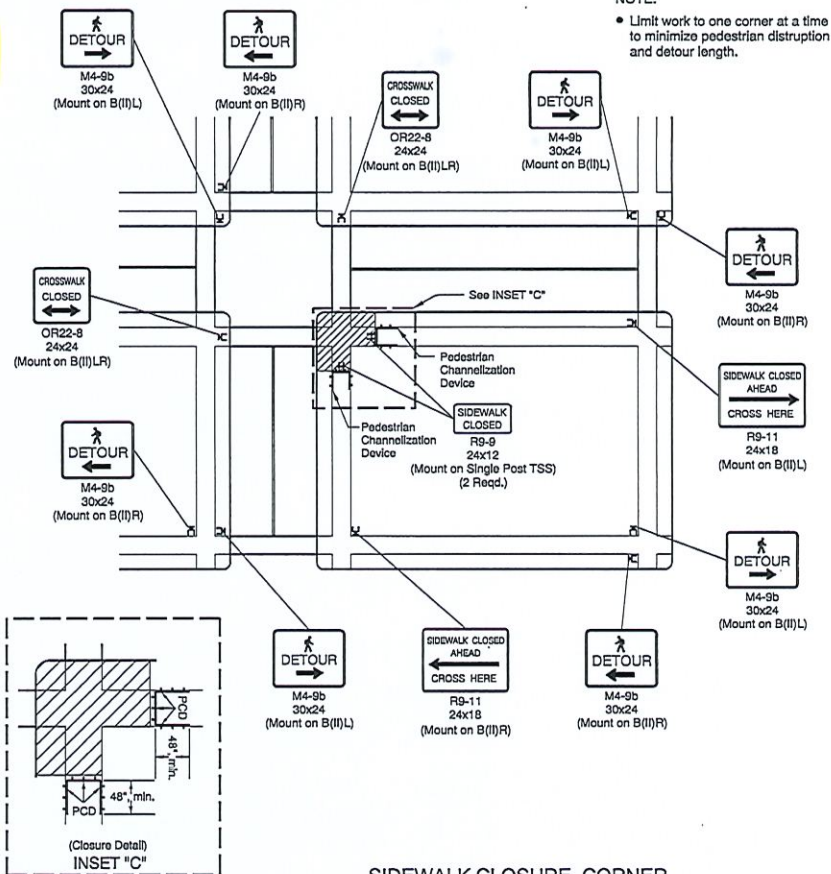 NOTE:
• Limit work to one corner at a time
to minimize pedestrian distruption
and detour length.
DETOUR
M4-9b
30x24
(Mount on B(II)L)
DETOUR
M4-9b
30x24
(Mount on B(II)R)
CROSSWALK
CLOSED
OR22-8
24x24
(Mount on B(II)LR)
DETOUR
M4-9b
30x24
(Mount on B(II)L)
DETOUR
M4-9b
30x24
(Mount on B(II)R)
CROSSWALK
CLOSED
OR22-8
24x24
(Mount on B(II)LR)
See INSET "C"
Pedestrian
Channelization
Device
SIDEWALK
CLOSED
R9-9
24x12
(Mount on Single Post TSS)
(2 Reqd.)
Pedestrian
Channelization
Device
SIDEWALK CLOSED
AHEAD
CROSS HERE
R9-11
24x18
(Mount on B(II)L)
DETOUR
M4-9b
30x24
(Mount on B(II)R)
DETOUR
M4-9b
30x24
(Mount on B(II)L)
DETOUR
M4-9b
30x24
(Mount on B(II)L)
SIDEWALK CLOSED
AHEAD
CROSS HERE
R9-11
24x18
(Mount on B(II)R)
DETOUR
M4-9b
30x24
(Mount on B(II)R)
PCD
48", min.
48", min.
PCD
(Closure Detail)
INSET "C"
SIDEWALK CLOSURE, CORNER